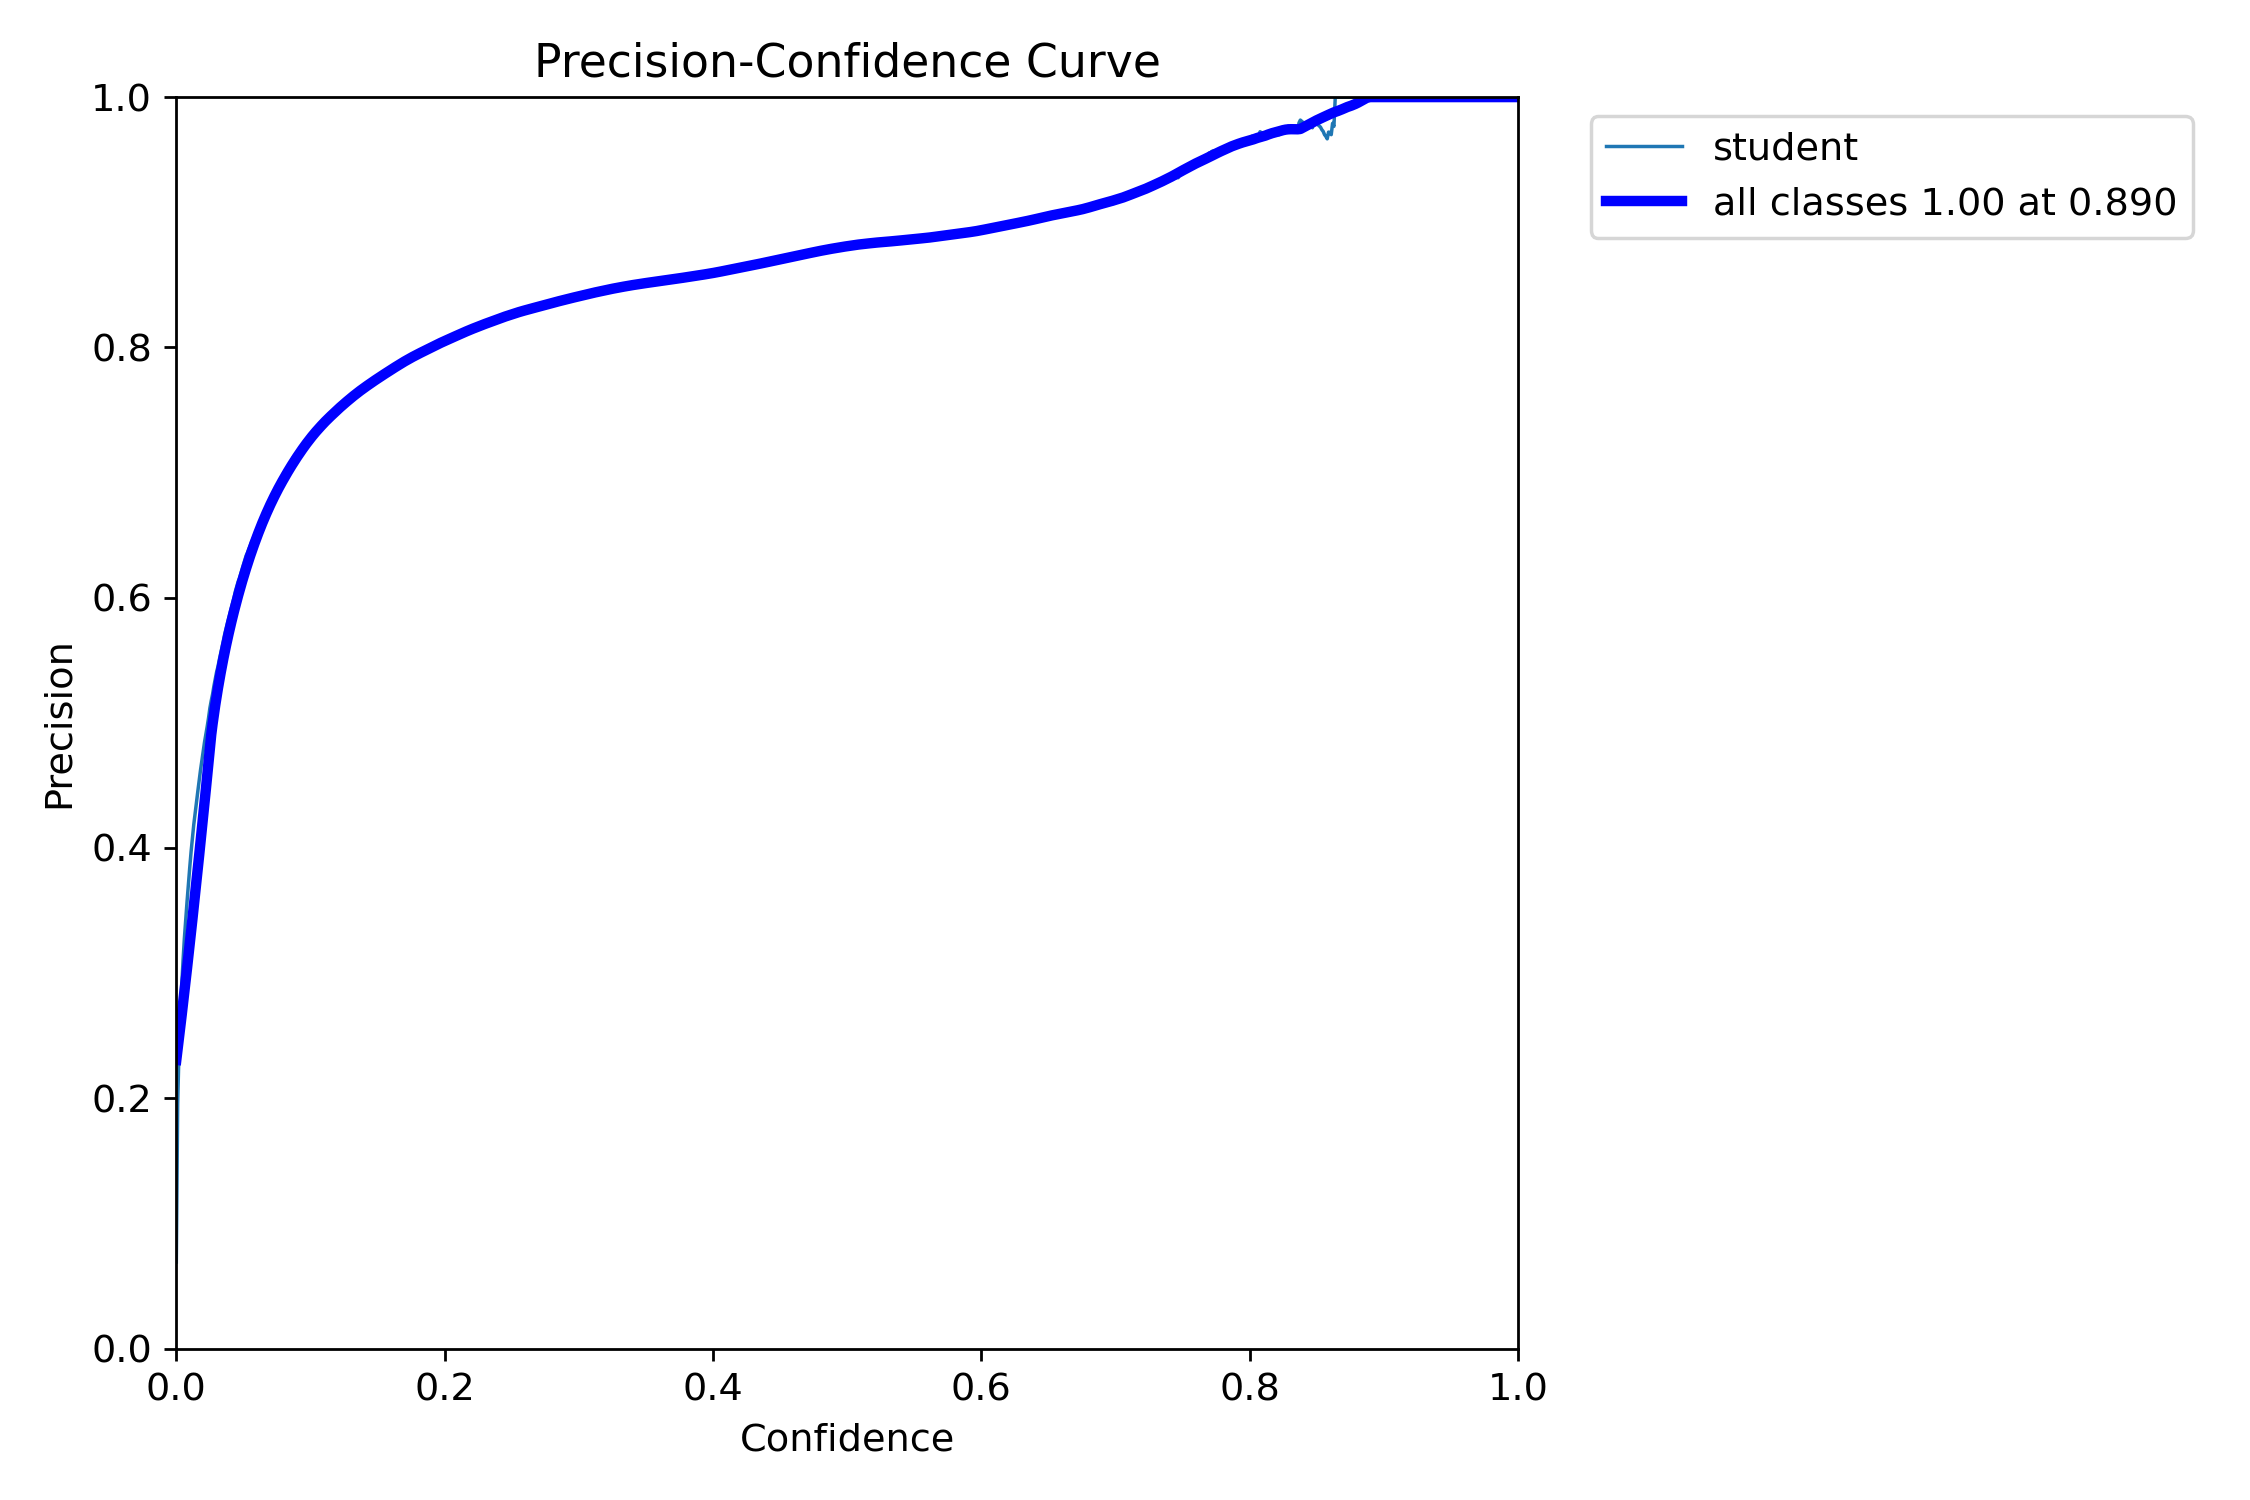 Precision-Confidence Curve
1.0
0.8
0.6
0.4
0.2
0.0
Precision
0.0 0.2 0.4 0.6 0.8 1.0
Confidence
student
all classes 1.00 at 0.890